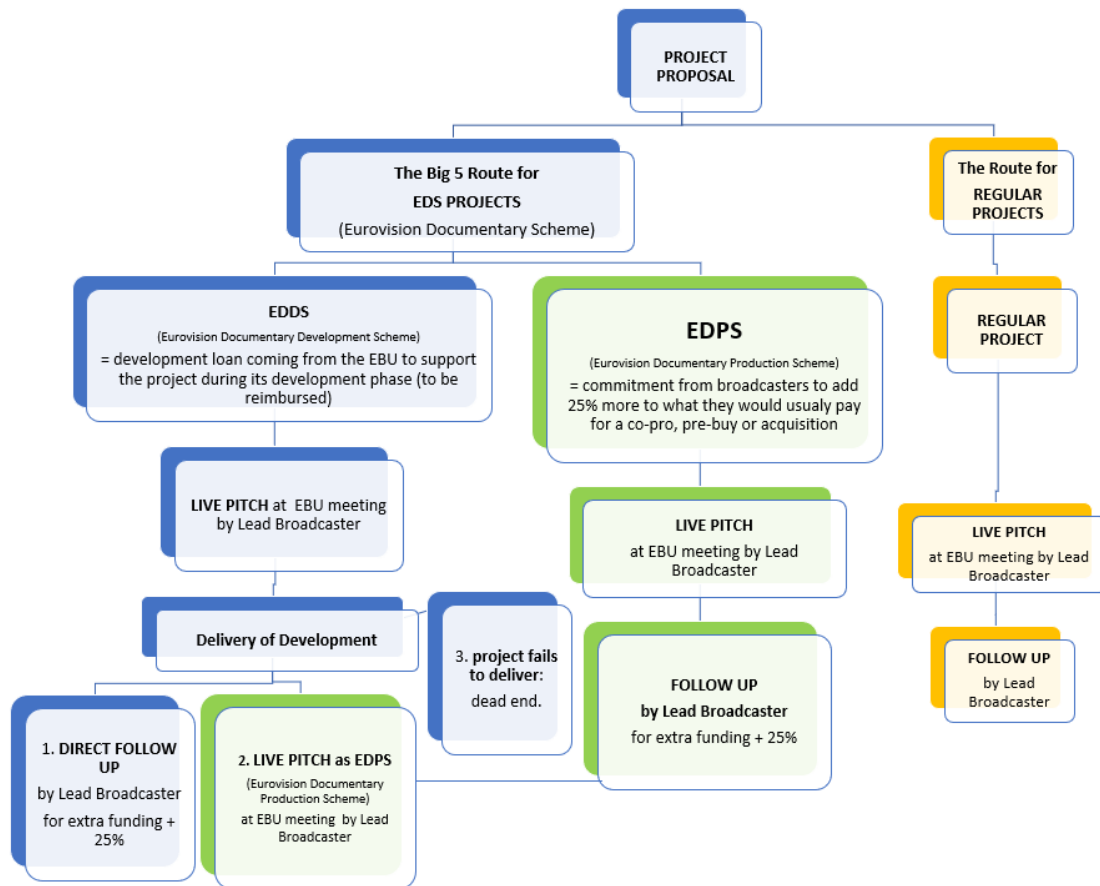 PROJECT
PROPOSAL
The Big 5 Route for
EDS PROJECTS
(Eurovision Documentary Scheme)
The Route for
REGULAR
PROJECTS
EDDS
(Eurovision Documentary Development Scheme)
= development loan coming from the EBU to support
the project during its development phase (to be
reimbursed)
EDPS
(Eurovision Documentary Production Scheme)
= commitment from broadcasters to add
25% more to what they would usualy pay
for a co-pro, pre-buy or acquisition
REGULAR
PROJECT
LIVE PITCH at EBU meeting
by Lead Broadcaster
LIVE PITCH
at EBU meeting by Lead
Broadcaster
LIVE PITCH
at EBU meeting by Lead
Broadcaster
Delivery of Development
3. project fails
to deliver:
dead end.
FOLLOW UP
by Lead Broadcaster
for extra funding + 25%
FOLLOW UP
by Lead
Broadcaster
1. DIRECT FOLLOW
UP
by Lead Broadcaster
for extra funding +
25%
2. LIVE PITCH as EDPS
(Eurovision Documentary
Production Scheme)
at EBU meeting by Lead
Broadcaster